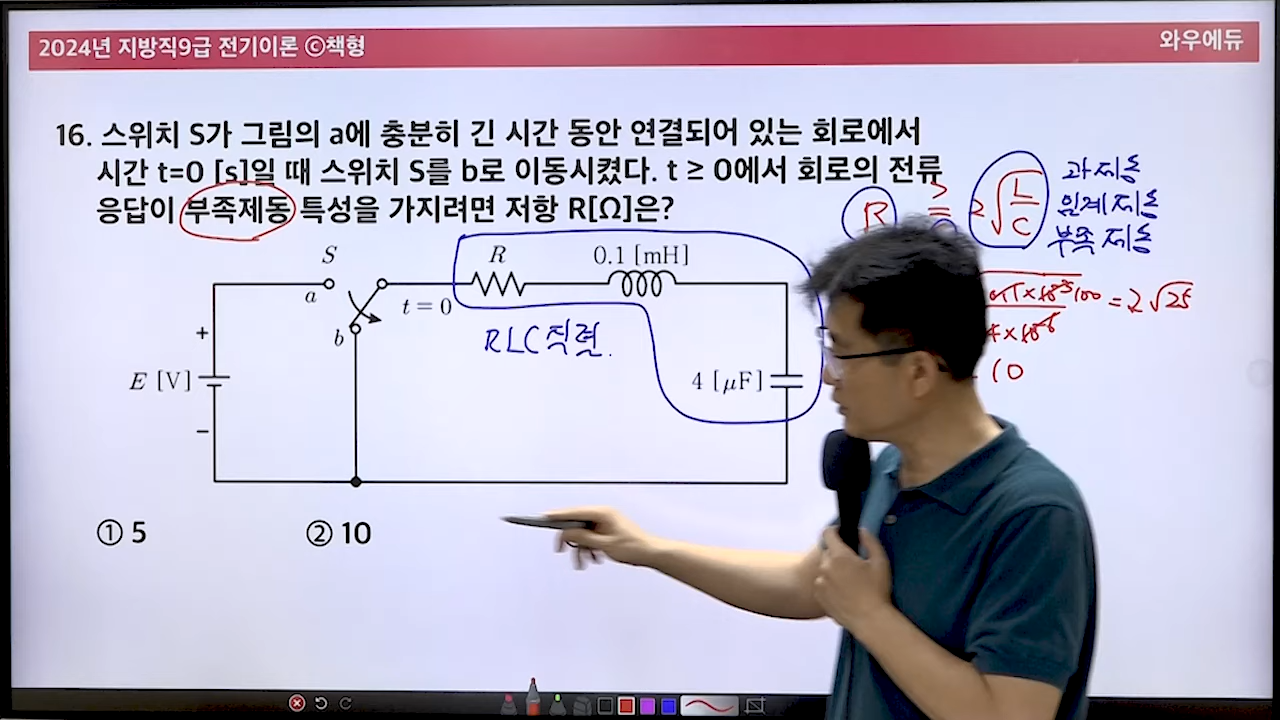 2024년 지방직9급 전기이론 ⓒ책형
와우에듀
16. 스위치 S가 그림의 a에 충분히 긴 시간 동안 연결되어 있는 회로에서
시간 t=0 [s]일 때 스위치 S를 b로 이동시켰다. t ≥ 0에서 회로의 전류
응답이 부족제동 특성을 가지려면 저항 R[Ω]은?
R > = 2√(L/C)
과제동
임계제동
부족제동
S
R
0.1 [mH]
a
t = 0
b
+
E [V]
−
4 [μF]
RLC직렬.
100 = 2√25
10
① 5
② 10